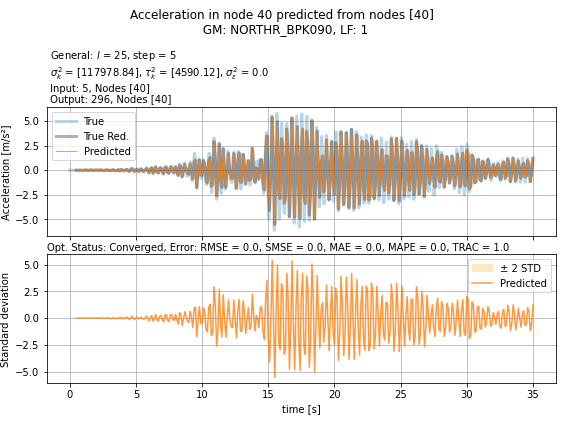 Acceleration in node 40 predicted from nodes [40]
GM: NORTHR_BPK090, LF: 1
General: l = 25, step = 5
σ²ₖ = [117978.84], τ²ₖ = [4590.12], σ²ₑ = 0.0
Input: 5, Nodes [40]
Output: 296, Nodes [40]
Acceleration [m/s²]
5.0
2.5
0.0
−2.5
−5.0
True
True Red.
Predicted
Opt. Status: Converged, Error: RMSE = 0.0, SMSE = 0.0, MAE = 0.0, MAPE = 0.0, TRAC = 1.0
Standard deviation
5.0
2.5
0.0
−2.5
−5.0
± 2 STD
Predicted
0 5 10 15 20 25 30 35
time [s]